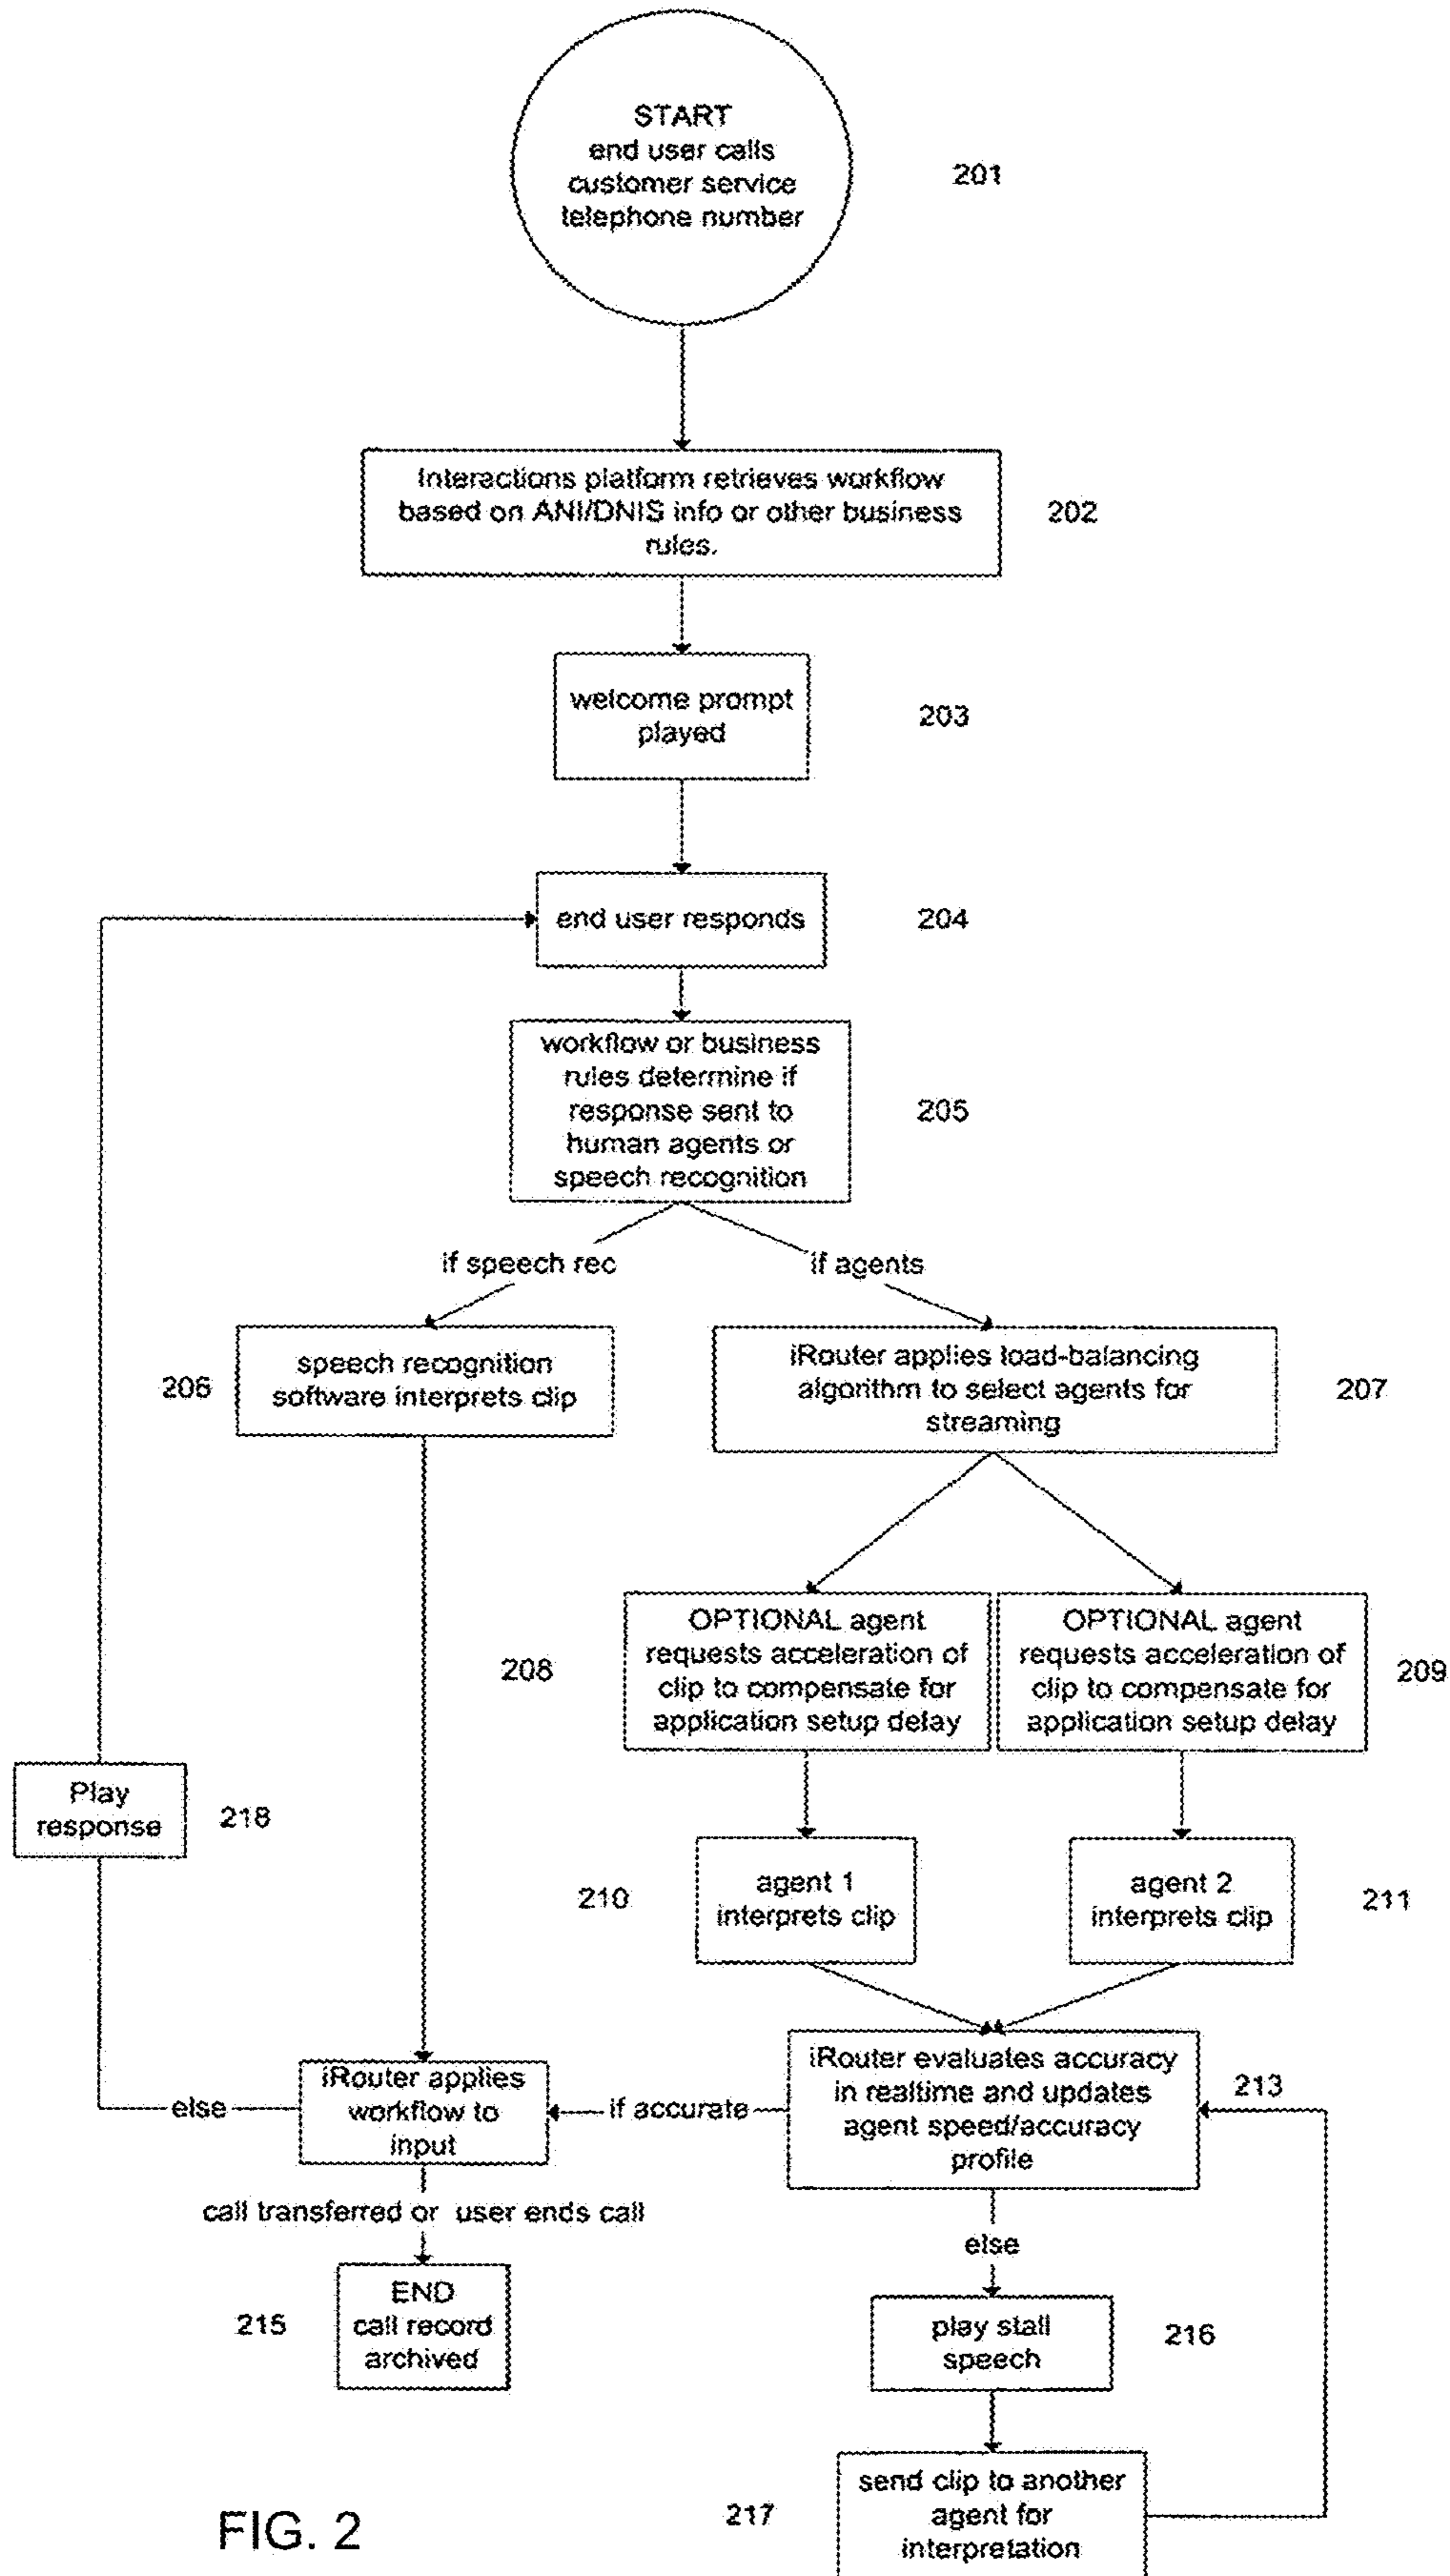 START
end user calls
customer service
telephone number
201
Interactions platform retrieves workflow
based on ANI/DNIS info or other business
rules.
202
welcome prompt
played
203
end user responds
204
workflow or business
rules determine if
response sent to
human agents or
speech recognition
205
if speech rec
if agents
206
speech recognition
software interprets clip
iRouter applies load-balancing
algorithm to select agents for
streaming
207
208
OPTIONAL agent
requests acceleration of
clip to compensate for
application setup delay
OPTIONAL agent
requests acceleration of
clip to compensate for
application setup delay
209
Play
response
218
210
agent 1
interprets clip
agent 2
interprets clip
211
iRouter evaluates accuracy
in realtime and updates
agent speed/accuracy
profile
213
iRouter applies
workflow to
input
else
if accurate
call transferred or user ends call
else
215
END
call record
archived
play stall
speech
216
217
send clip to another
agent for
interpretation
FIG. 2